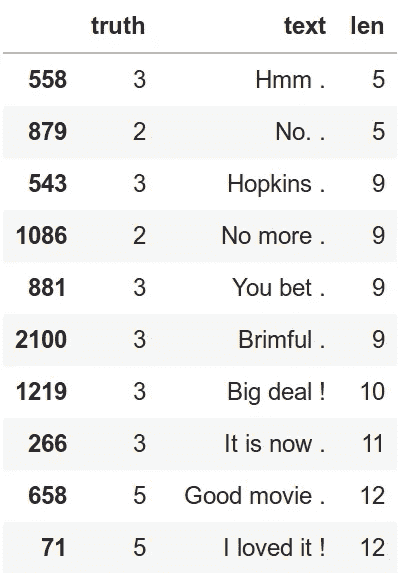 truth text len
558 3 Hmm . 5
879 2 No. . 5
543 3 Hopkins . 9
1086 2 No more . 9
881 3 You bet . 9
2100 3 Brimful . 9
1219 3 Big deal ! 10
266 3 It is now . 11
658 5 Good movie . 12
71 5 I loved it ! 12